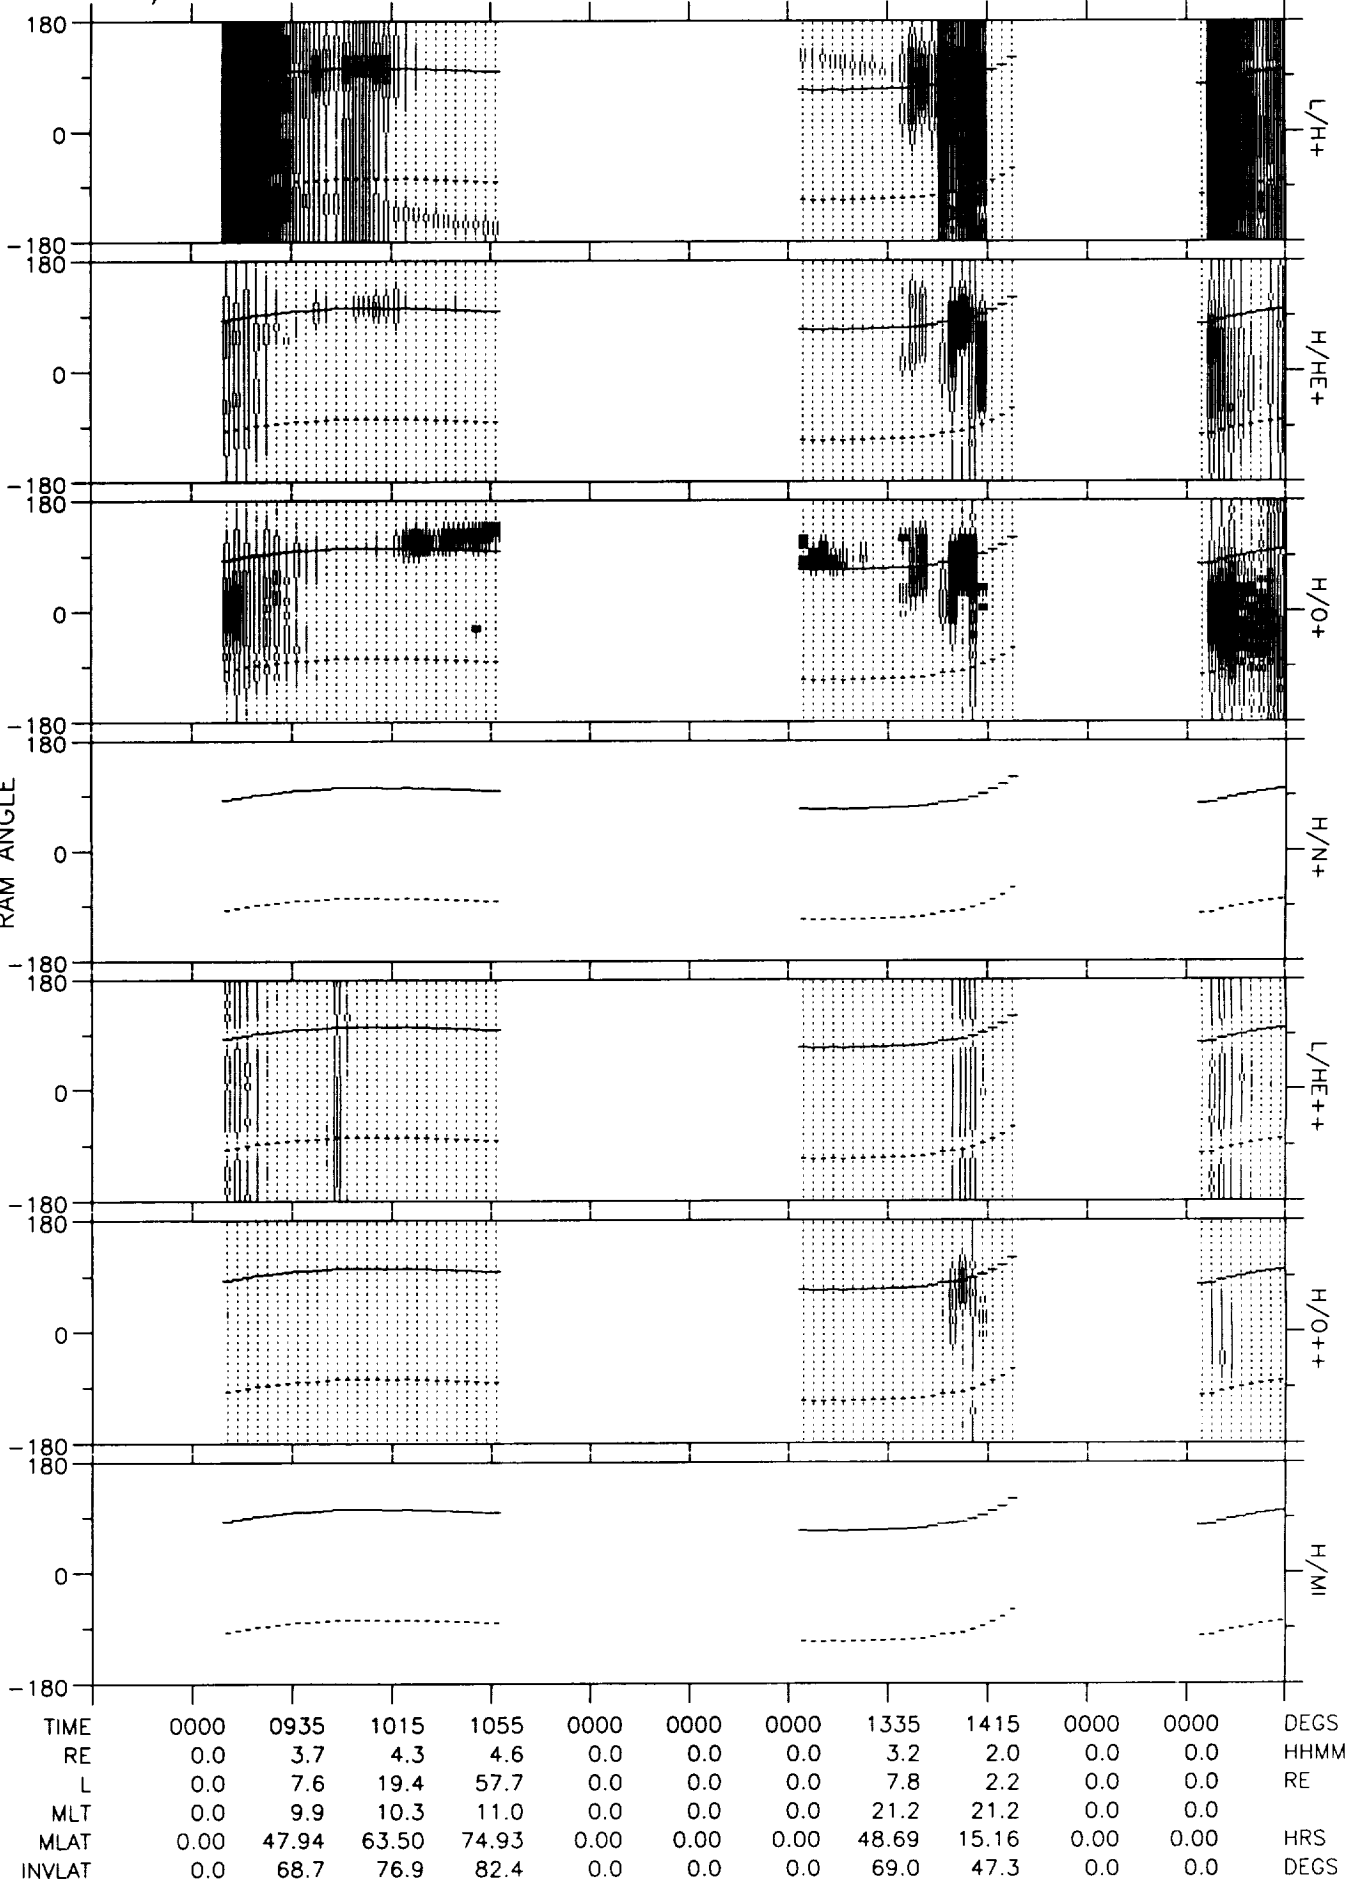 180
0
-180
L/H+
180
0
-180
H/HE+
180
0
-180
H/O+
180
0
-180
H/N+
RAM ANGLE
180
0
-180
L/HE++
180
0
-180
H/O++
180
0
-180
H/MI
TIME 0000 0935 1015 1055 0000 0000 0000 1335 1415 0000 0000 DEGS
RE 0.0 3.7 4.3 4.6 0.0 0.0 0.0 3.2 2.0 0.0 0.0 HHMM
L 0.0 7.6 19.4 57.7 0.0 0.0 0.0 7.8 2.2 0.0 0.0 RE
MLT 0.0 9.9 10.3 11.0 0.0 0.0 0.0 21.2 21.2 0.0 0.0
MLAT 0.00 47.94 63.50 74.93 0.00 0.00 0.00 48.69 15.16 0.00 0.00 HRS
INVLAT 0.0 68.7 76.9 82.4 0.0 0.0 0.0 69.0 47.3 0.0 0.0 DEGS